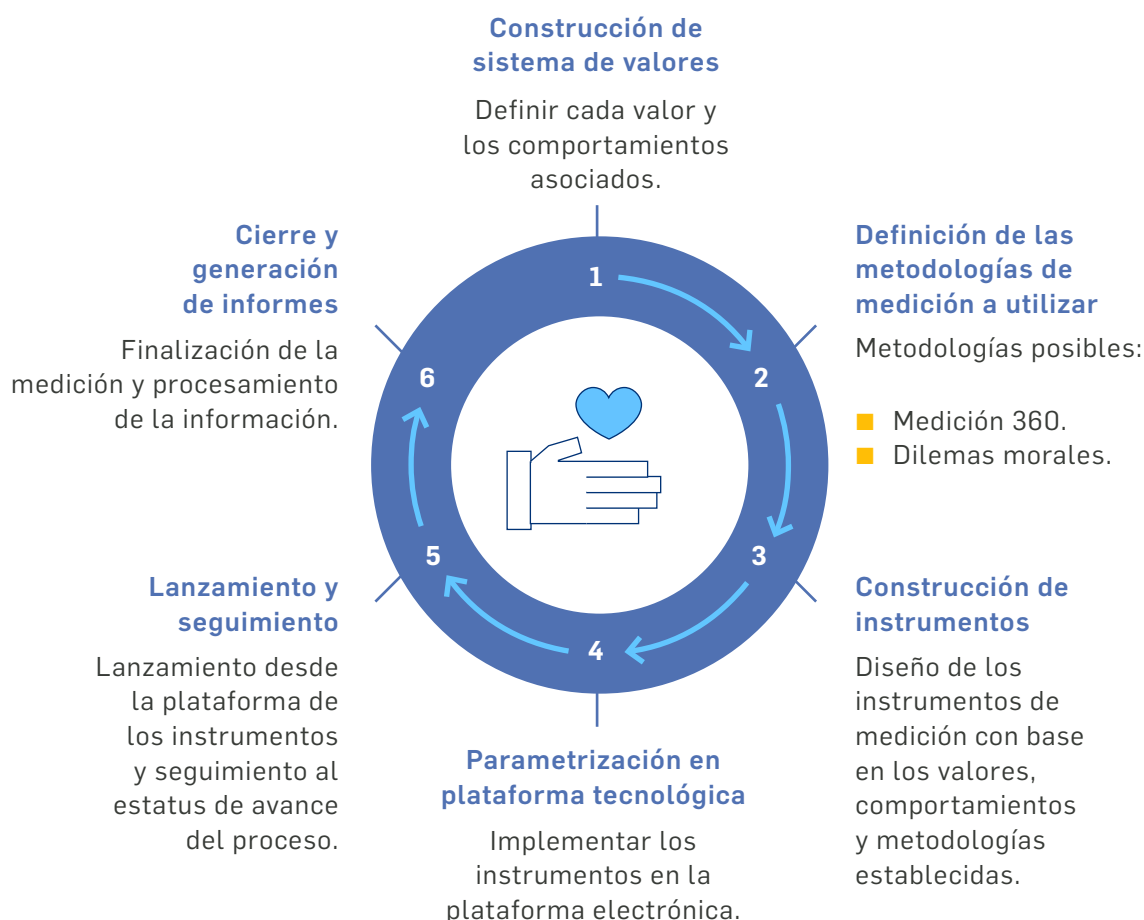 Construcción de
sistema de valores
Definir cada valor y
los comportamientos
asociados.
1
Definición de las
metodologías de
medición a utilizar
Metodologías posibles:
Medición 360.
Dilemas morales.
2
Construcción de
instrumentos
Diseño de los
instrumentos de
medición con base
en los valores,
comportamientos
y metodologías
establecidas.
3
Parametrización en
plataforma tecnológica
Implementar los
instrumentos en la
plataforma electrónica.
4
Lanzamiento y
seguimiento
Lanzamiento desde
la plataforma de
los instrumentos
y seguimiento al
estatus de avance
del proceso.
5
Cierre y
generación
de informes
Finalización de la
medición y procesamiento
de la información.
6